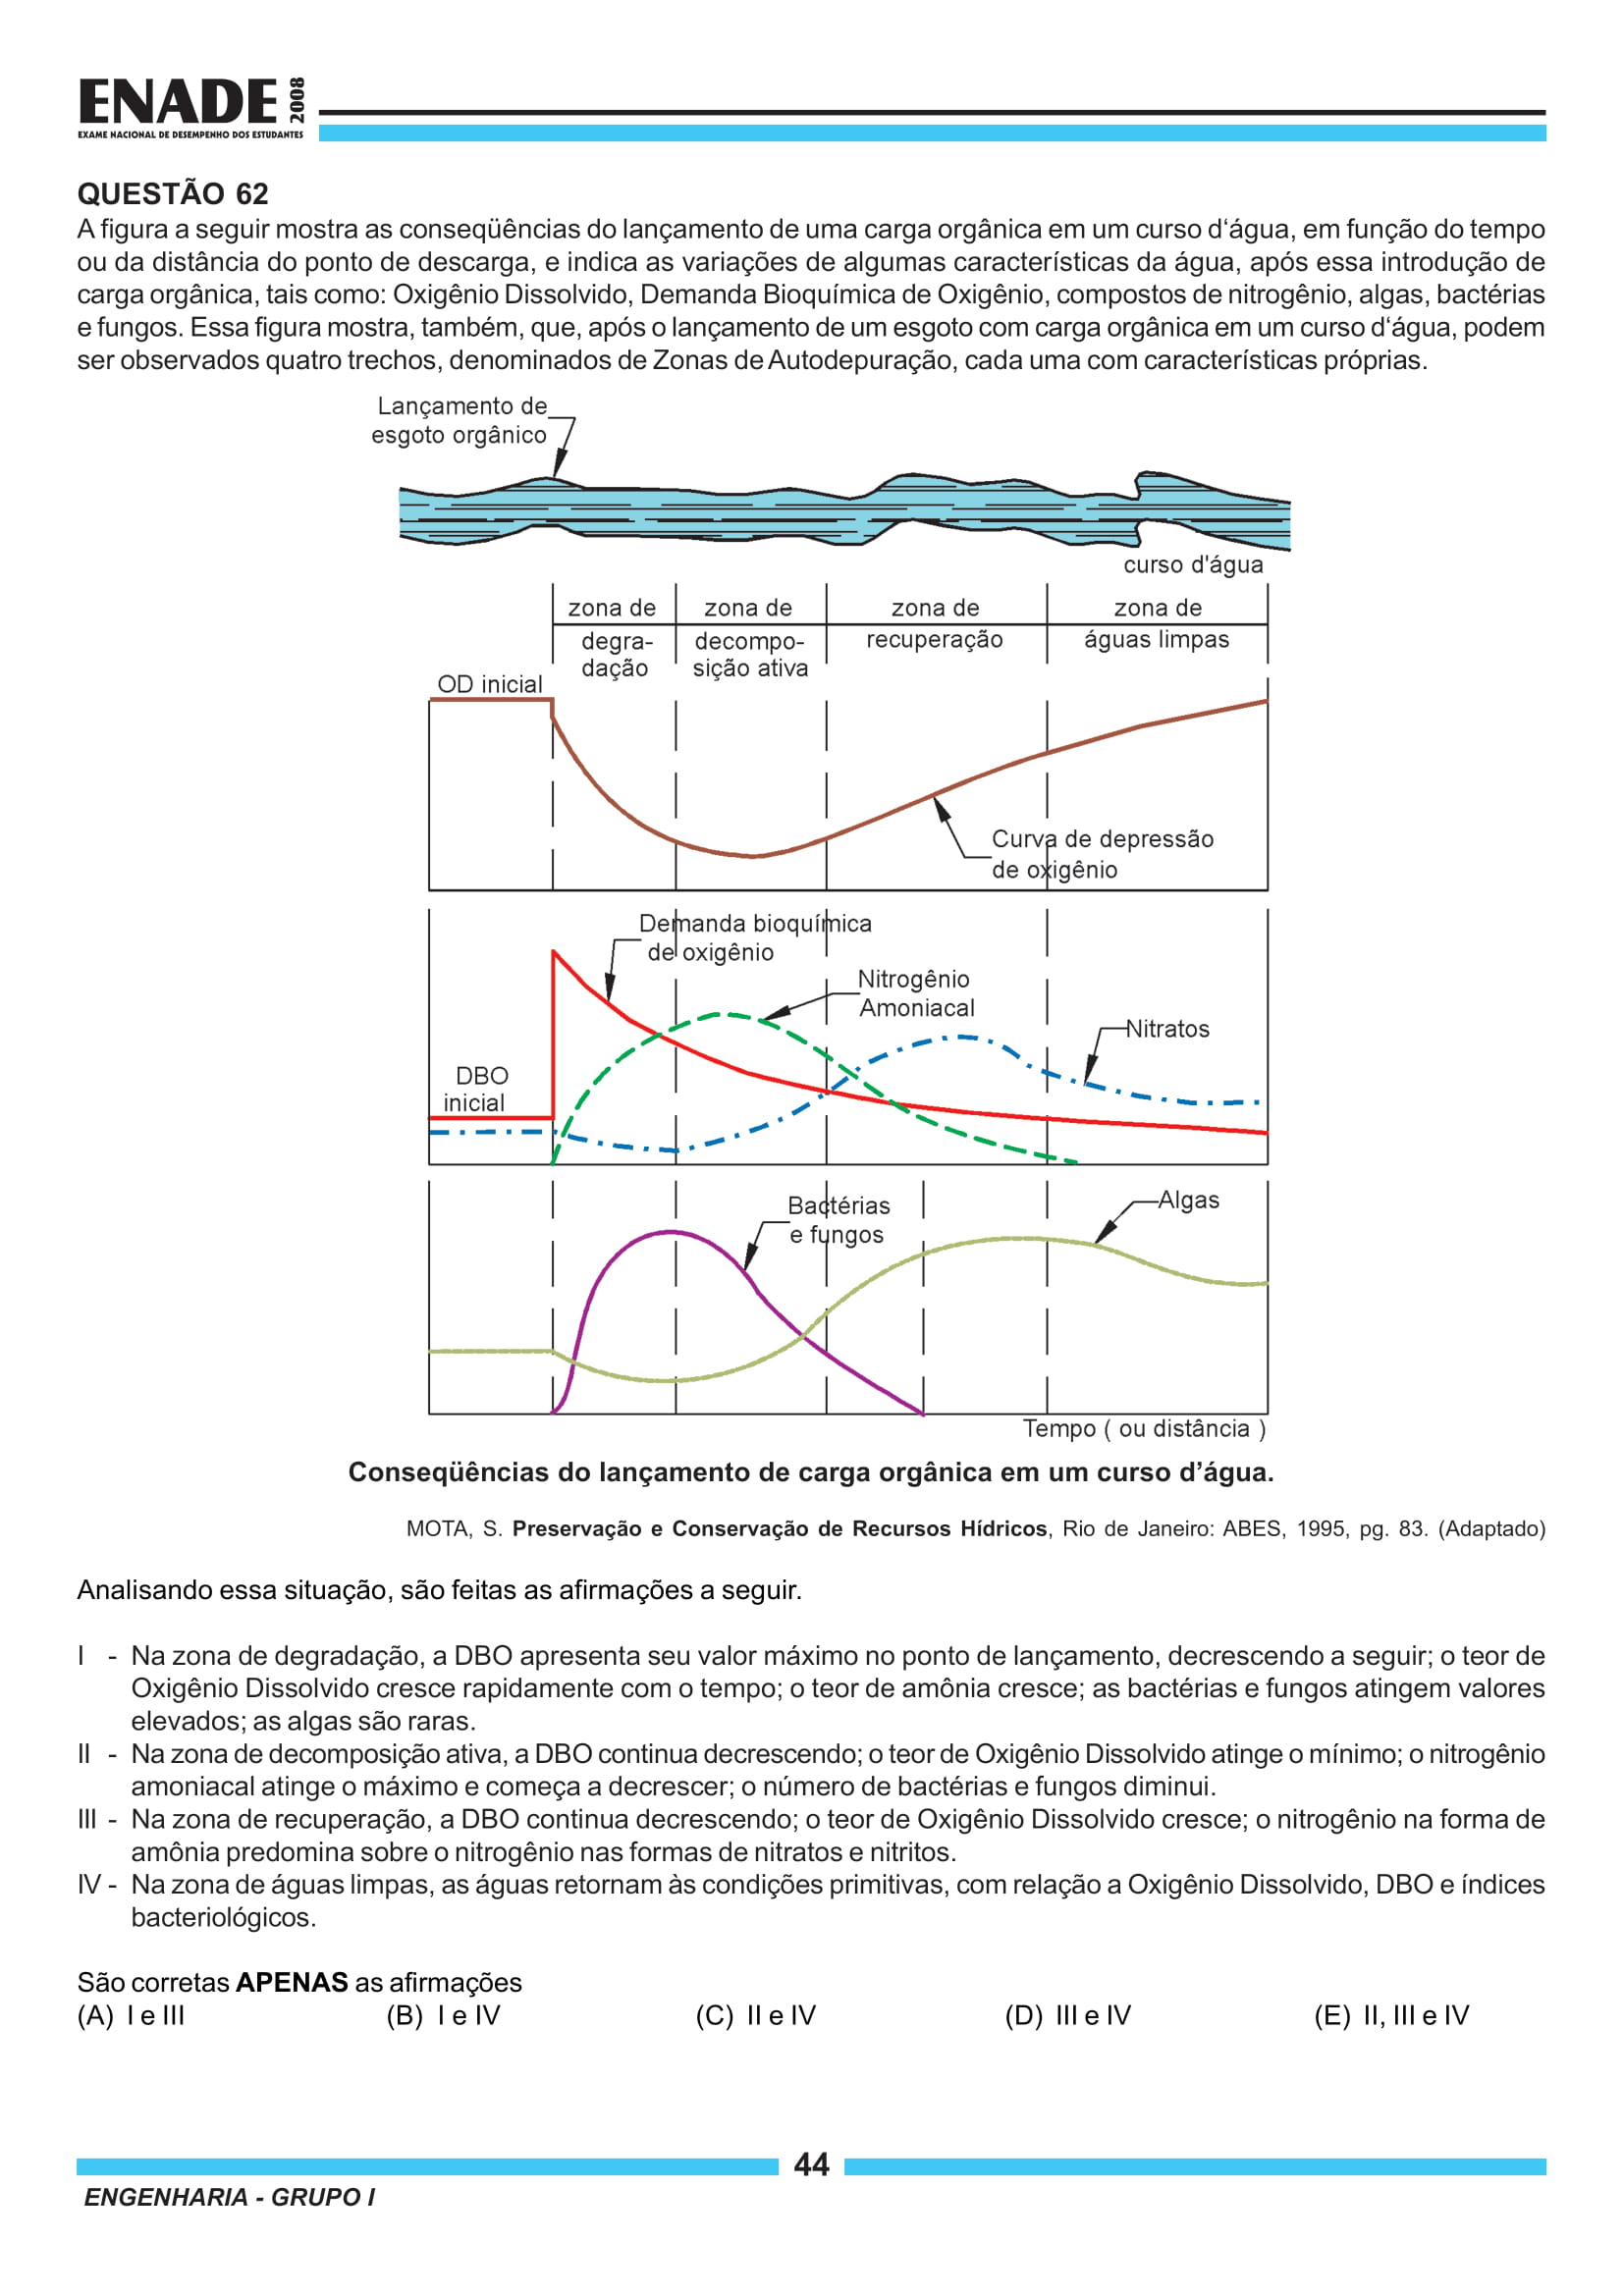 ENADE 2008
EXAME NACIONAL DE DESEMPENHO DOS ESTUDANTES
QUESTÃO 62
A figura a seguir mostra as conseqüências do lançamento de uma carga orgânica em um curso d‘água, em função do tempo
ou da distância do ponto de descarga, e indica as variações de algumas características da água, após essa introdução de
carga orgânica, tais como: Oxigênio Dissolvido, Demanda Bioquímica de Oxigênio, compostos de nitrogênio, algas, bactérias
e fungos. Essa figura mostra, também, que, após o lançamento de um esgoto com carga orgânica em um curso d‘água, podem
ser observados quatro trechos, denominados de Zonas de Autodepuração, cada uma com características próprias.
Lançamento de
esgoto orgânico
curso d'água
zona de
degra-
dação
zona de
decompo-
sição ativa
zona de
recuperação
zona de
águas limpas
OD inicial
Curva de depressão
de oxigênio
Demanda bioquímica
de oxigênio
Nitrogênio
Amoniacal
Nitratos
DBO
inicial
Bactérias
e fungos
Algas
Tempo ( ou distância )
Conseqüências do lançamento de carga orgânica em um curso d’água.
MOTA, S. Preservação e Conservação de Recursos Hídricos, Rio de Janeiro: ABES, 1995, pg. 83. (Adaptado)
Analisando essa situação, são feitas as afirmações a seguir.
I - Na zona de degradação, a DBO apresenta seu valor máximo no ponto de lançamento, decrescendo a seguir; o teor de
Oxigênio Dissolvido cresce rapidamente com o tempo; o teor de amônia cresce; as bactérias e fungos atingem valores
elevados; as algas são raras.
II - Na zona de decomposição ativa, a DBO continua decrescendo; o teor de Oxigênio Dissolvido atinge o mínimo; o nitrogênio
amoniacal atinge o máximo e começa a decrescer; o número de bactérias e fungos diminui.
III - Na zona de recuperação, a DBO continua decrescendo; o teor de Oxigênio Dissolvido cresce; o nitrogênio na forma de
amônia predomina sobre o nitrogênio nas formas de nitratos e nitritos.
IV - Na zona de águas limpas, as águas retornam às condições primitivas, com relação a Oxigênio Dissolvido, DBO e índices
bacteriológicos.
São corretas APENAS as afirmações
(A) I e III (B) I e IV (C) II e IV (D) III e IV (E) II, III e IV
44
ENGENHARIA - GRUPO I